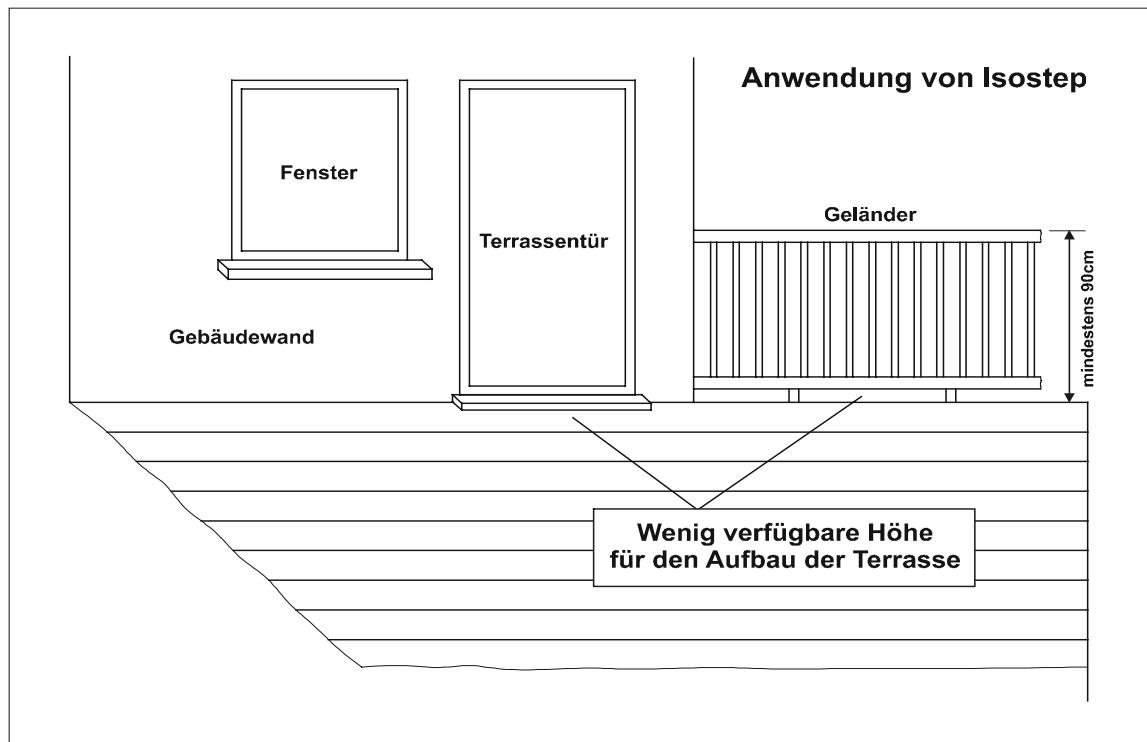 Anwendung von Isostep
Fenster
Geländer
Terrassentür
mindestens 90cm
Gebäudewand
Wenig verfügbare Höhe
für den Aufbau der Terrasse